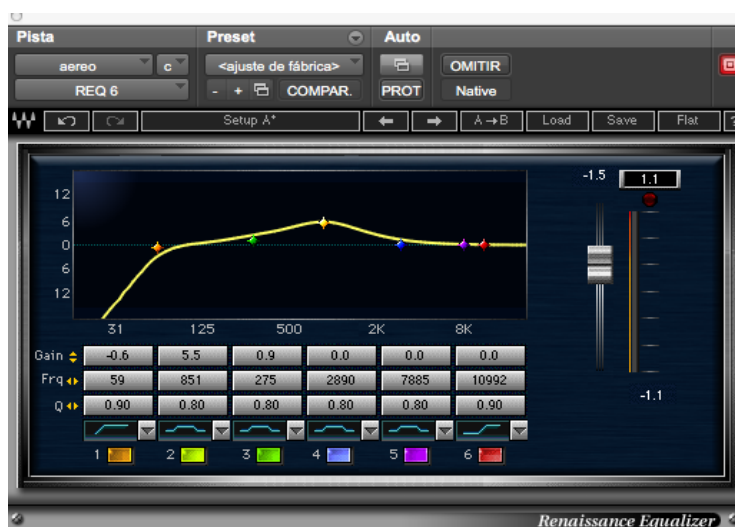 Pista Preset Auto
aereo c <ajuste de fábrica> OMITIR
REQ 6 - + COMPAR. PROT Native
Setup A* A→B Load Save Flat ?
-1.5 1.1
12
6
0
6
12
31 125 500 2K 8K
Gain -0.6 5.5 0.9 0.0 0.0 0.0
Frq 59 851 275 2890 7885 10992
Q 0.90 0.80 0.80 0.80 0.80 0.90
-1.1
1 2 3 4 5 6
Renaissance Equalizer